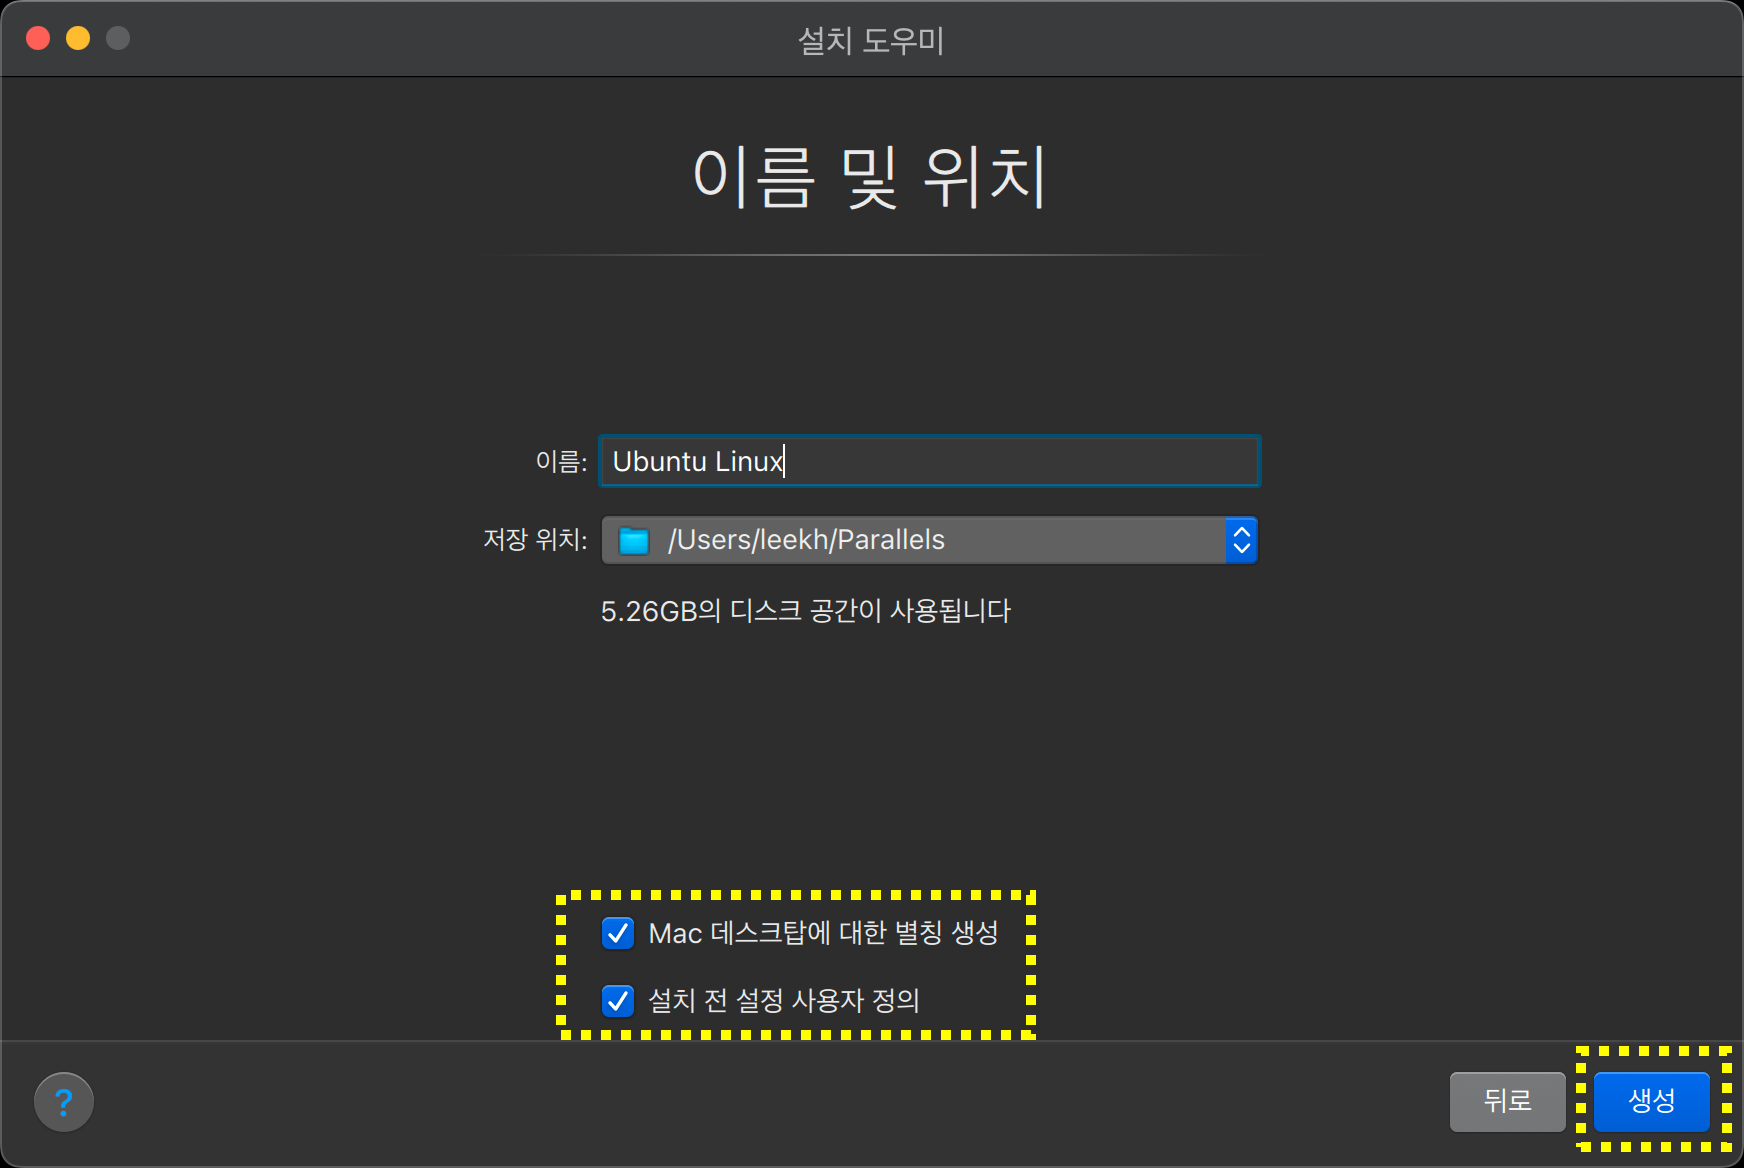 설치 도우미
이름 및 위치
이름: Ubuntu Linux
저장 위치: /Users/leekh/Parallels
5.26GB의 디스크 공간이 사용됩니다
Mac 데스크탑에 대한 별칭 생성
설치 전 설정 사용자 정의
? 뒤로 생성